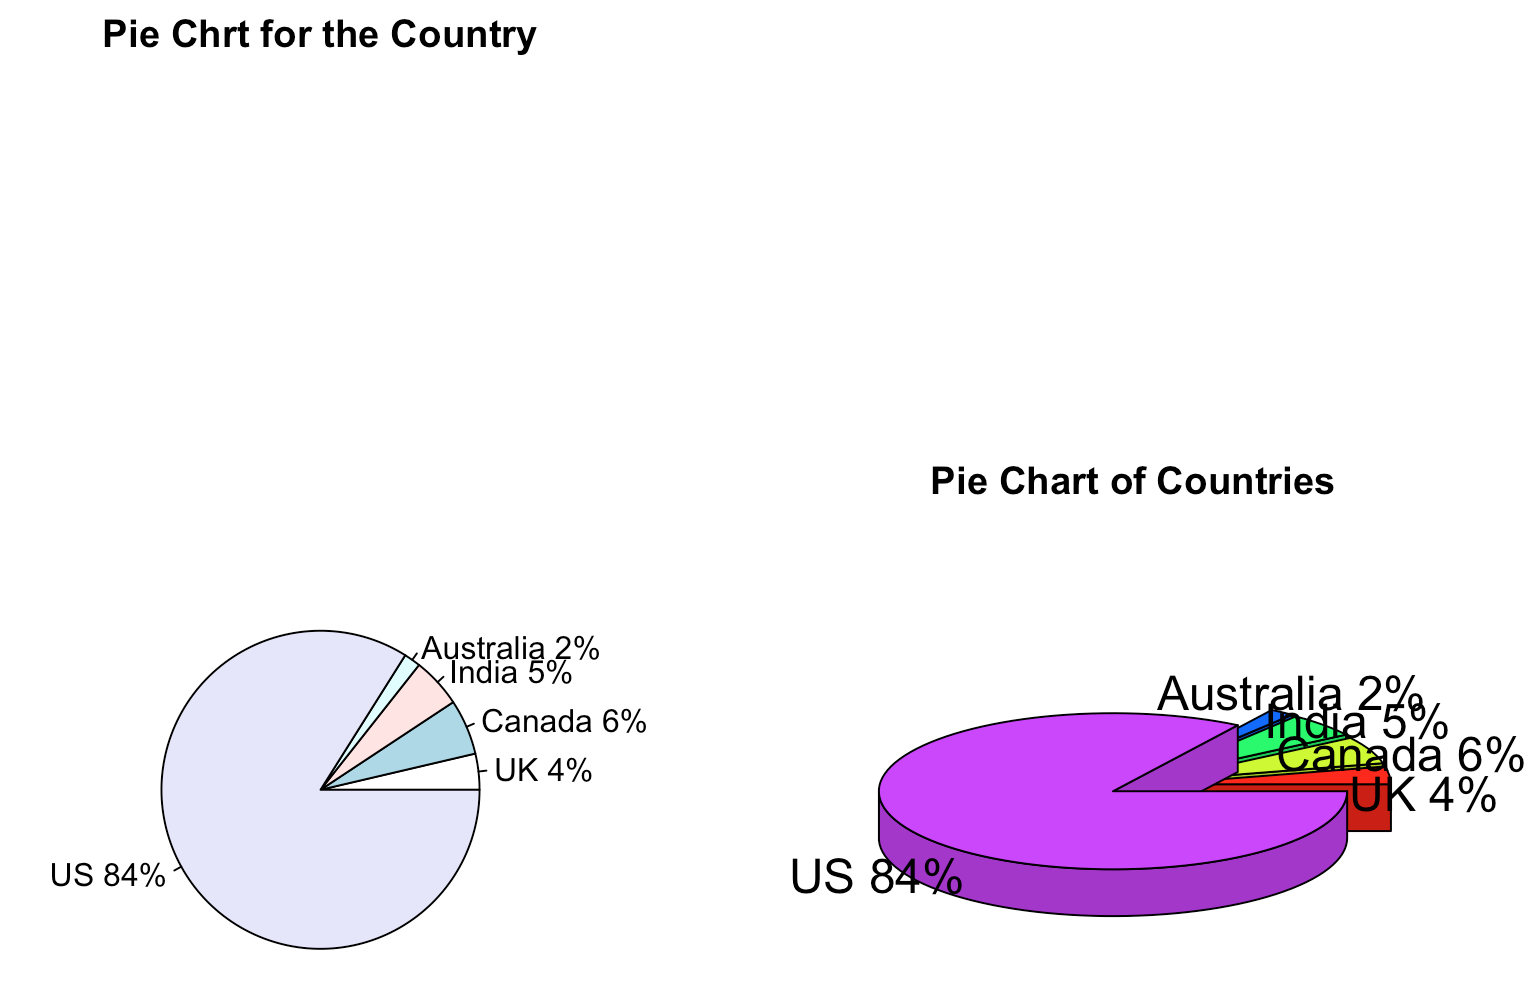 Pie Chrt for the Country
Australia 2%
India 5%
Canada 6%
UK 4%
US 84%
Pie Chart of Countries
Australia 2%
India 5%
Canada 6%
UK 4%
US 84%